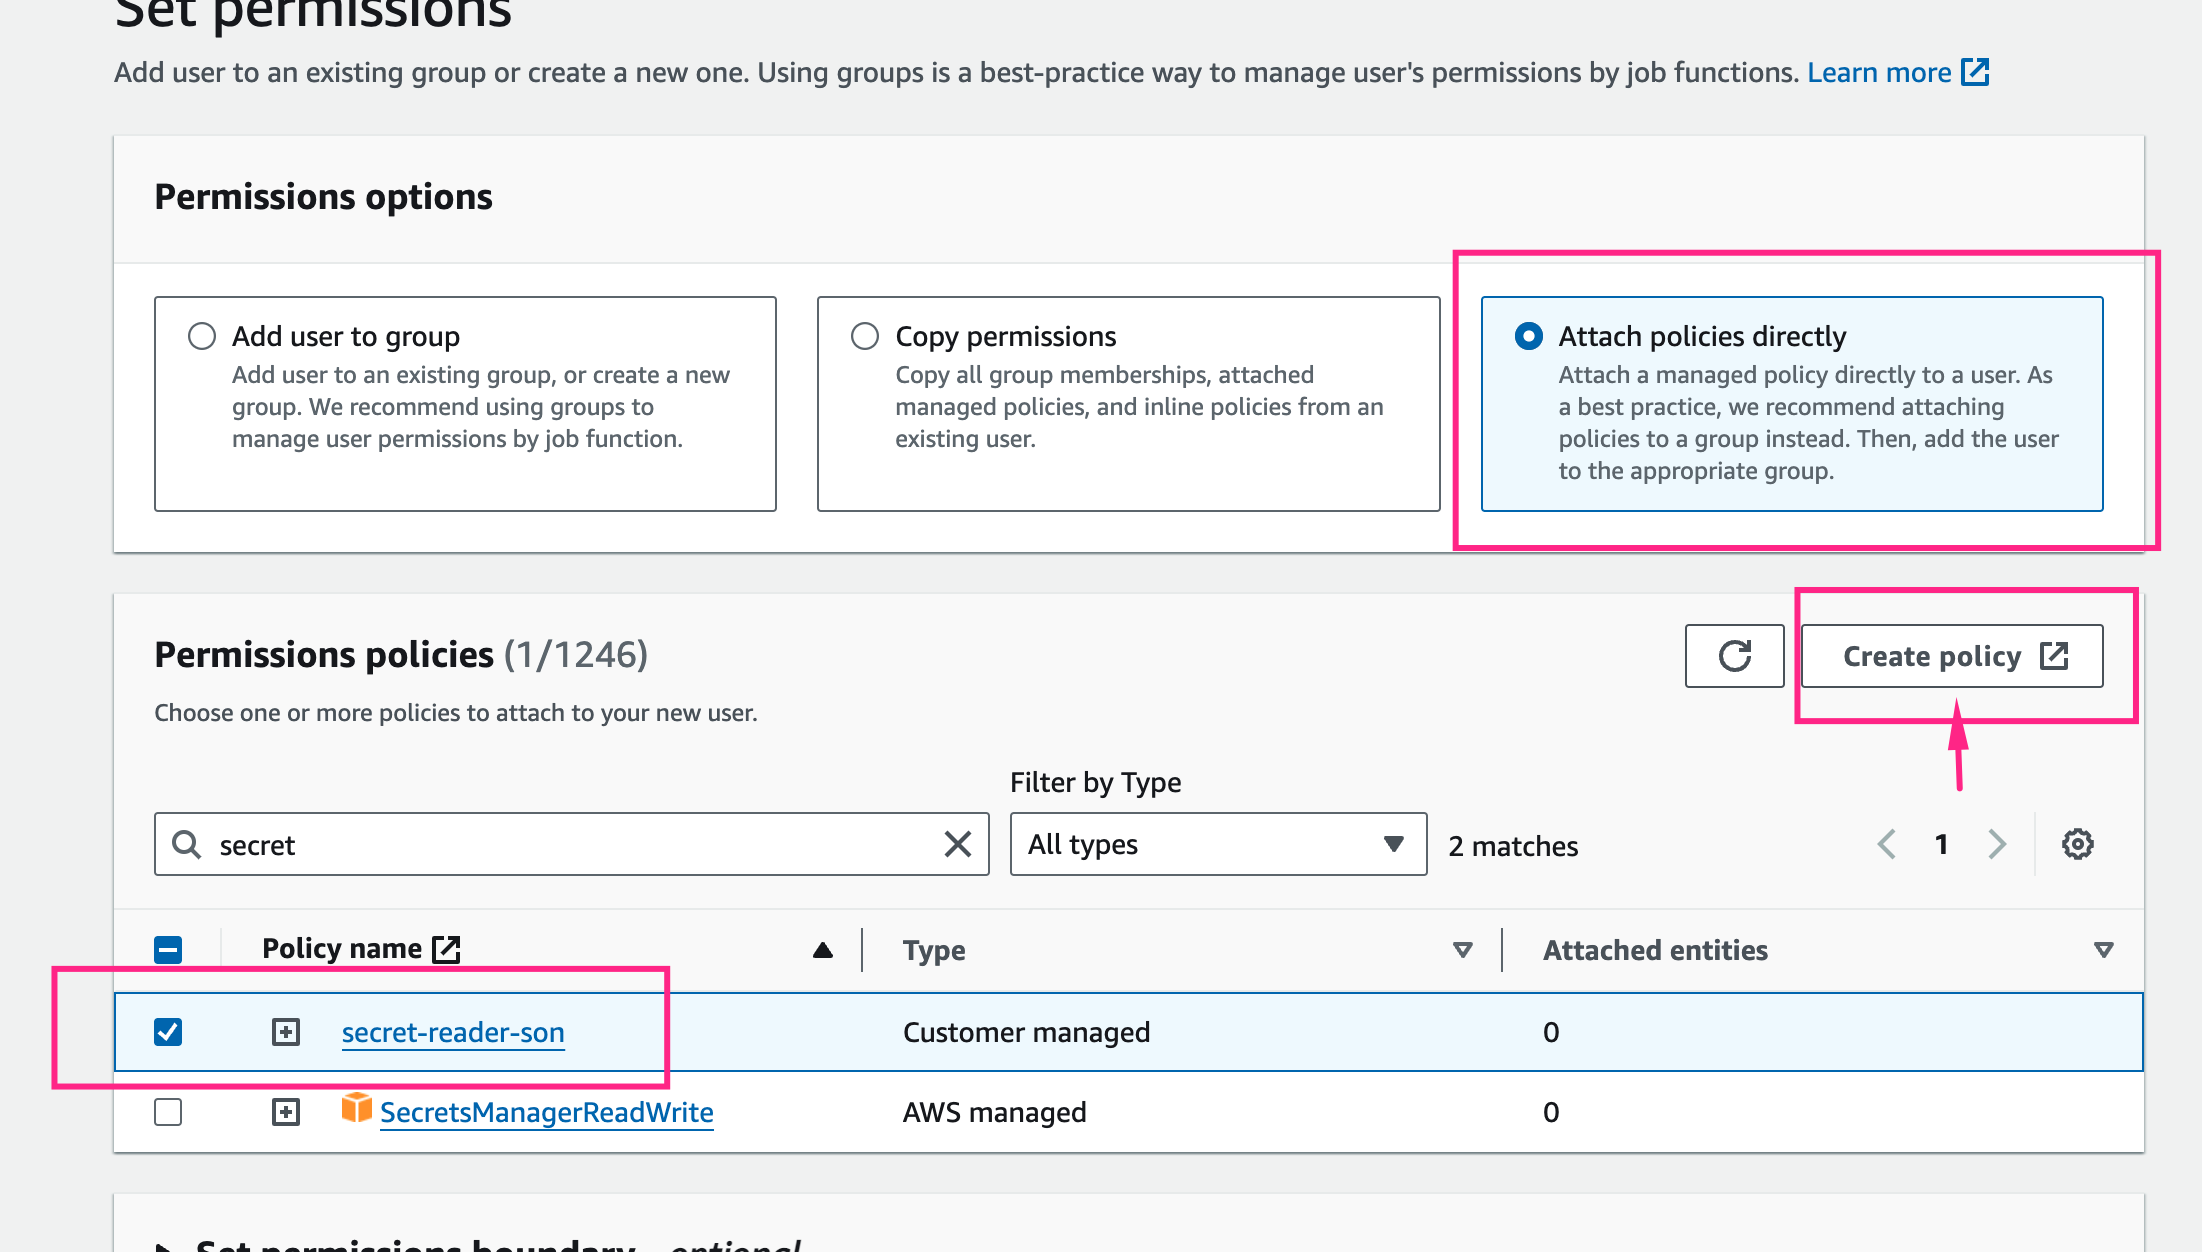 Set permissions
Add user to an existing group or create a new one. Using groups is a best-practice way to manage user's permissions by job functions. Learn more
Permissions options
Add user to group
Add user to an existing group, or create a new
group. We recommend using groups to
manage user permissions by job function.
Copy permissions
Copy all group memberships, attached
managed policies, and inline policies from an
existing user.
Attach policies directly
Attach a managed policy directly to a user. As
a best practice, we recommend attaching
policies to a group instead. Then, add the user
to the appropriate group.
Permissions policies (1/1246)
Create policy
Choose one or more policies to attach to your new user.
Filter by Type
secret
All types
2 matches
1
Policy name
Type
Attached entities
secret-reader-son
Customer managed
0
SecretsManagerReadWrite
AWS managed
0
Set permissions boundary - optional